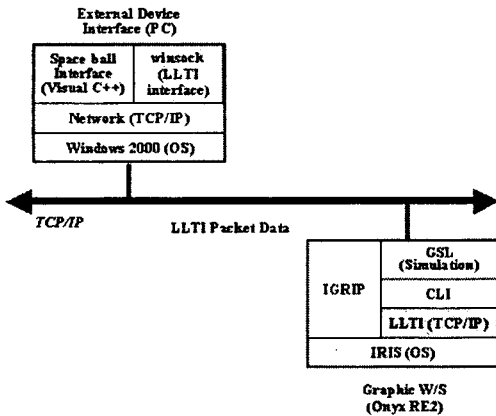 External Device
Interface (PC)
Space ball
Interface
(Visual C++)
winsock
(LLTI
interface)
Network (TCP/IP)
Windows 2000 (OS)
TCP/IP
LLTI Packet Data
IGRIP
GSL
(Simulation)
CLI
LLTI (TCP/IP)
IRIS (OS)
Graphic W/S
(Onyx RE2)